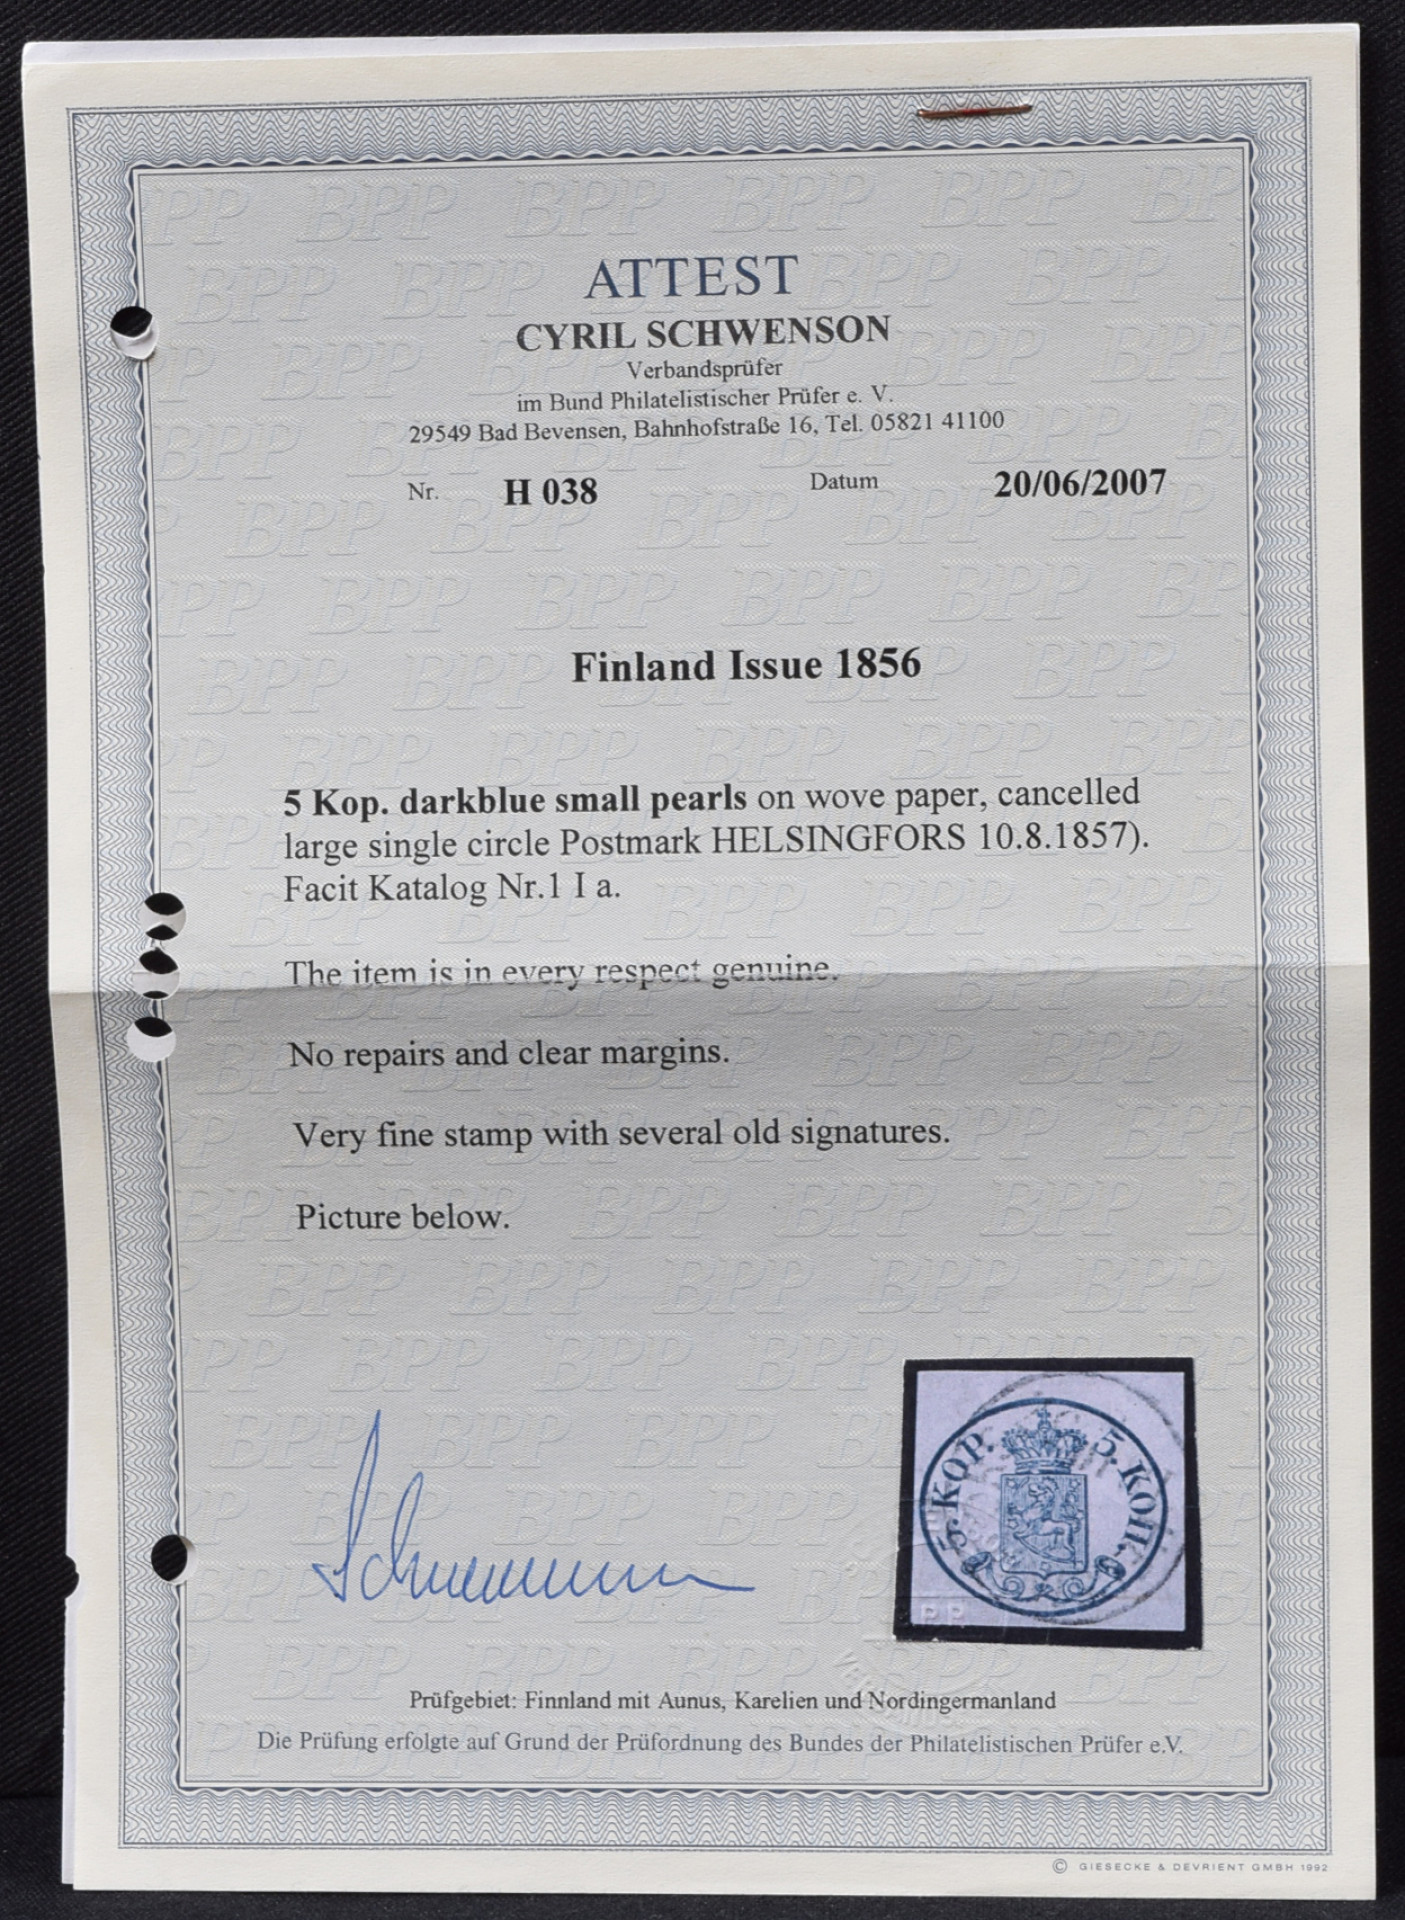 ATTEST
CYRIL SCHWENSON
Verbandsprüfer
im Bund Philatelistischer Prüfer e. V.
29549 Bad Bevensen, Bahnhofstraße 16, Tel. 05821 41100
Nr. H 038 Datum 20/06/2007
Finland Issue 1856
5 Kop. darkblue small pearls on wove paper, cancelled
large single circle Postmark HELSINGFORS 10.8.1857).
Facit Katalog Nr.1 I a.
The item is in every respect genuine.
No repairs and clear margins.
Very fine stamp with several old signatures.
Picture below.
5. KOP. 5. КОП.
Prüfgebiet: Finnland mit Aunus, Karelien und Nordingermanland
Die Prüfung erfolgte auf Grund der Prüfordnung des Bundes der Philatelistischen Prüfer e.V.
© GIESECKE & DEVRIENT GMBH 1992